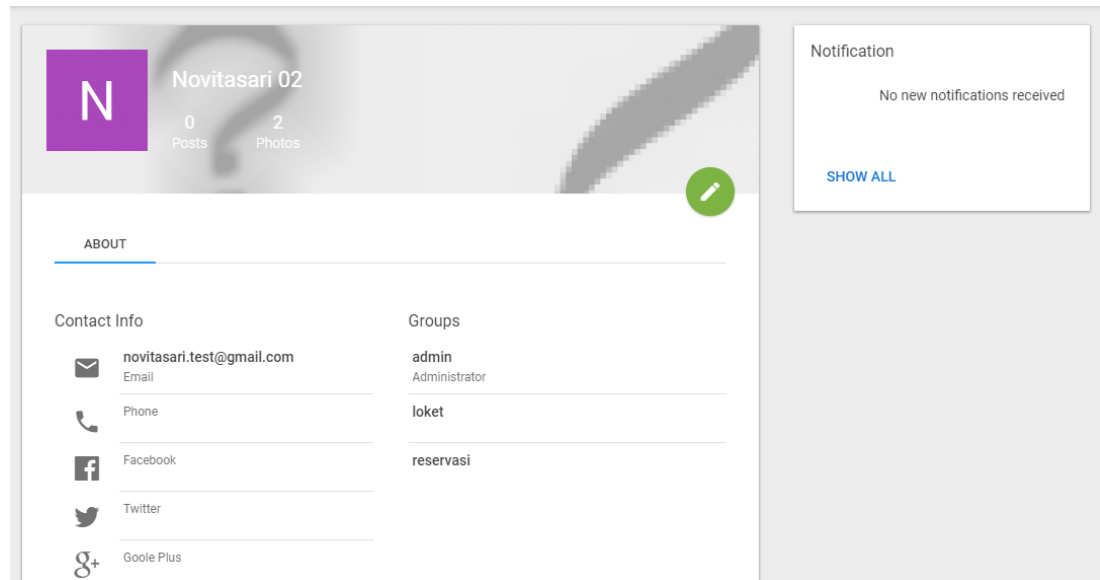 N
Novitasari 02
0 2
Posts Photos
ABOUT
Contact Info
novitasari.test@gmail.com
Email
Phone
Facebook
Twitter
Goole Plus
Groups
admin
Administrator
loket
reservasi
Notification
No new notifications received
SHOW ALL